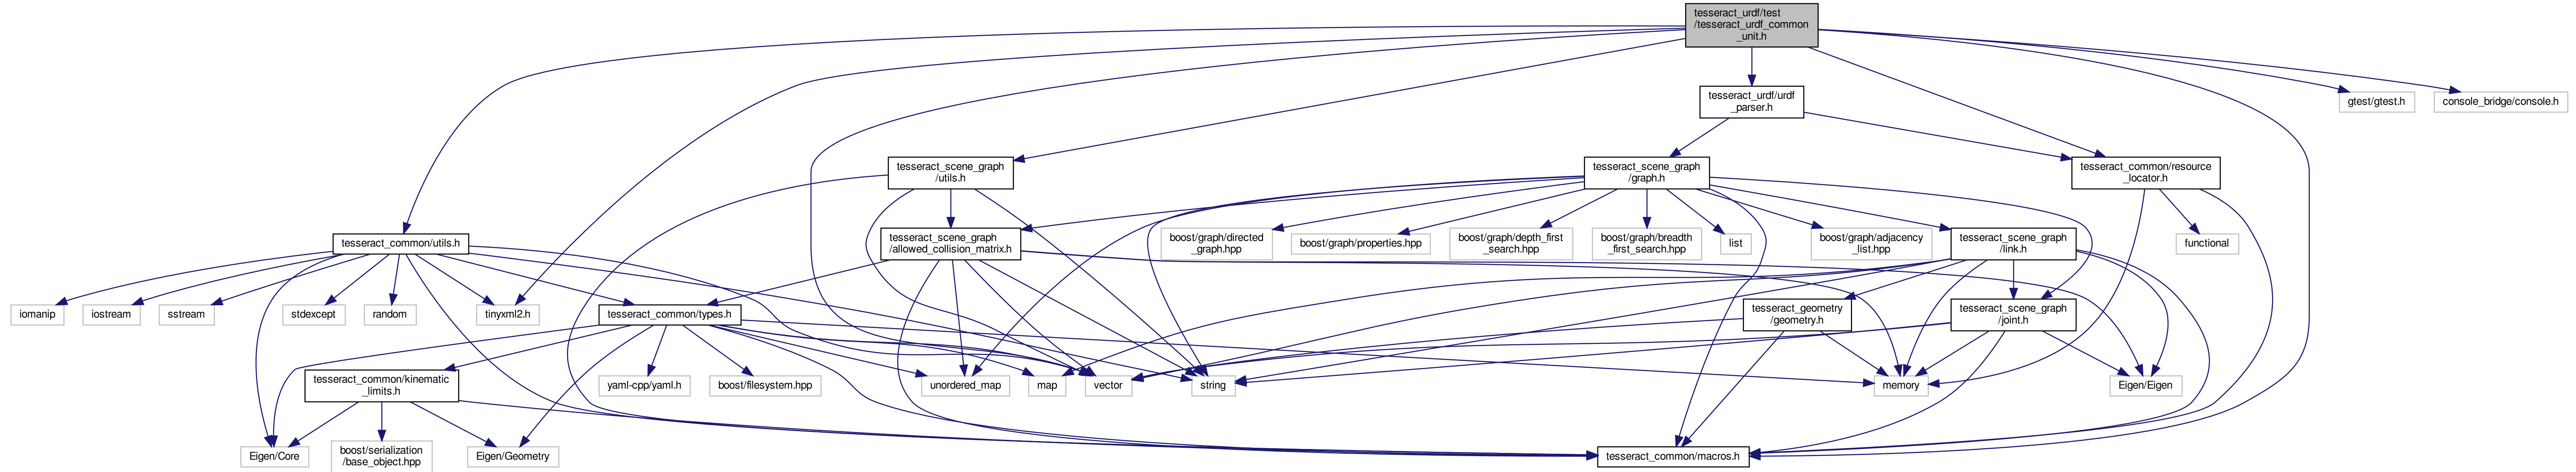 tesseract_urdf/test
/tesseract_urdf_common
_unit.h
tesseract_urdf/urdf
_parser.h
gtest/gtest.h
console_bridge/console.h
tesseract_scene_graph
/utils.h
tesseract_scene_graph
/graph.h
tesseract_common/resource
_locator.h
tesseract_common/utils.h
tesseract_scene_graph
/allowed_collision_matrix.h
boost/graph/directed
_graph.hpp
boost/graph/properties.hpp
boost/graph/depth_first
_search.hpp
boost/graph/breadth
_first_search.hpp
list
boost/graph/adjacency
_list.hpp
tesseract_scene_graph
/link.h
functional
iomanip
iostream
sstream
stdexcept
random
tinyxml2.h
tesseract_common/types.h
tesseract_geometry
/geometry.h
tesseract_scene_graph
/joint.h
tesseract_common/kinematic
_limits.h
yaml-cpp/yaml.h
boost/filesystem.hpp
unordered_map
map
vector
string
memory
Eigen/Eigen
Eigen/Core
boost/serialization
/base_object.hpp
Eigen/Geometry
tesseract_common/macros.h